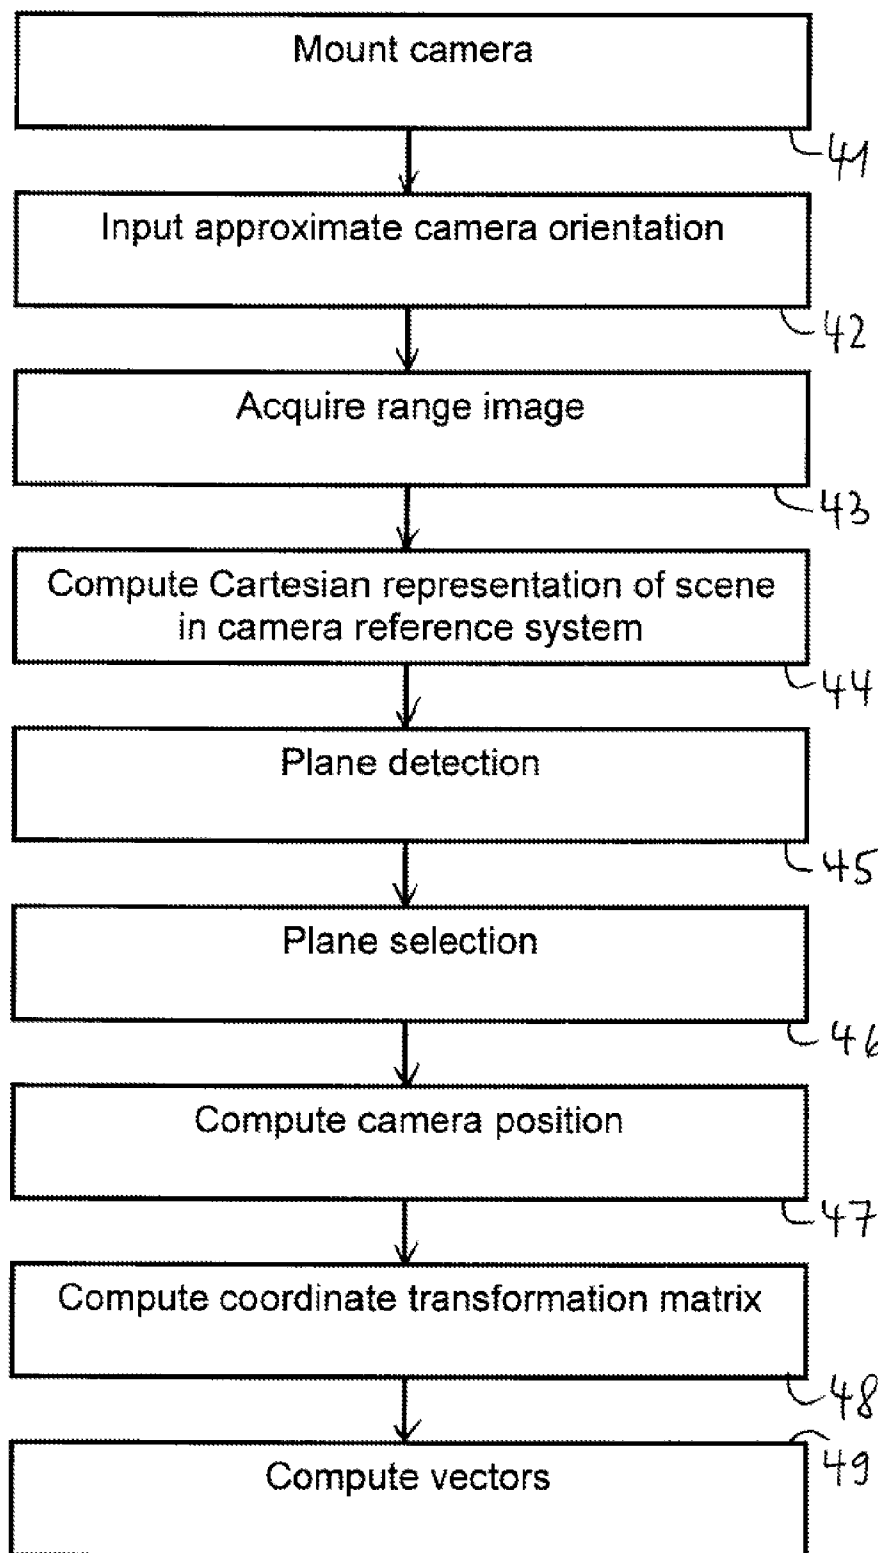 Mount camera
41
Input approximate camera orientation
42
Acquire range image
43
Compute Cartesian representation of scene
in camera reference system
44
Plane detection
45
Plane selection
46
Compute camera position
47
Compute coordinate transformation matrix
48
Compute vectors
49